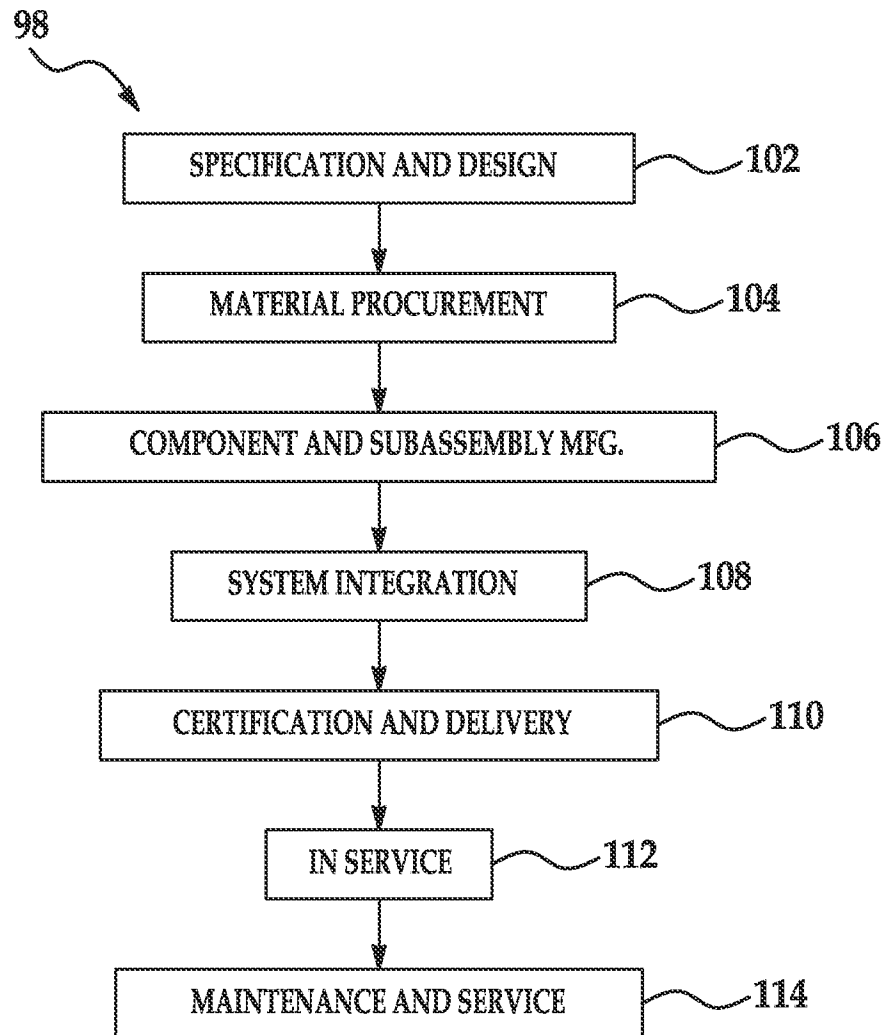 98
SPECIFICATION AND DESIGN
102
MATERIAL PROCUREMENT
104
COMPONENT AND SUBASSEMBLY MFG.
106
SYSTEM INTEGRATION
108
CERTIFICATION AND DELIVERY
110
IN SERVICE
112
MAINTENANCE AND SERVICE
114